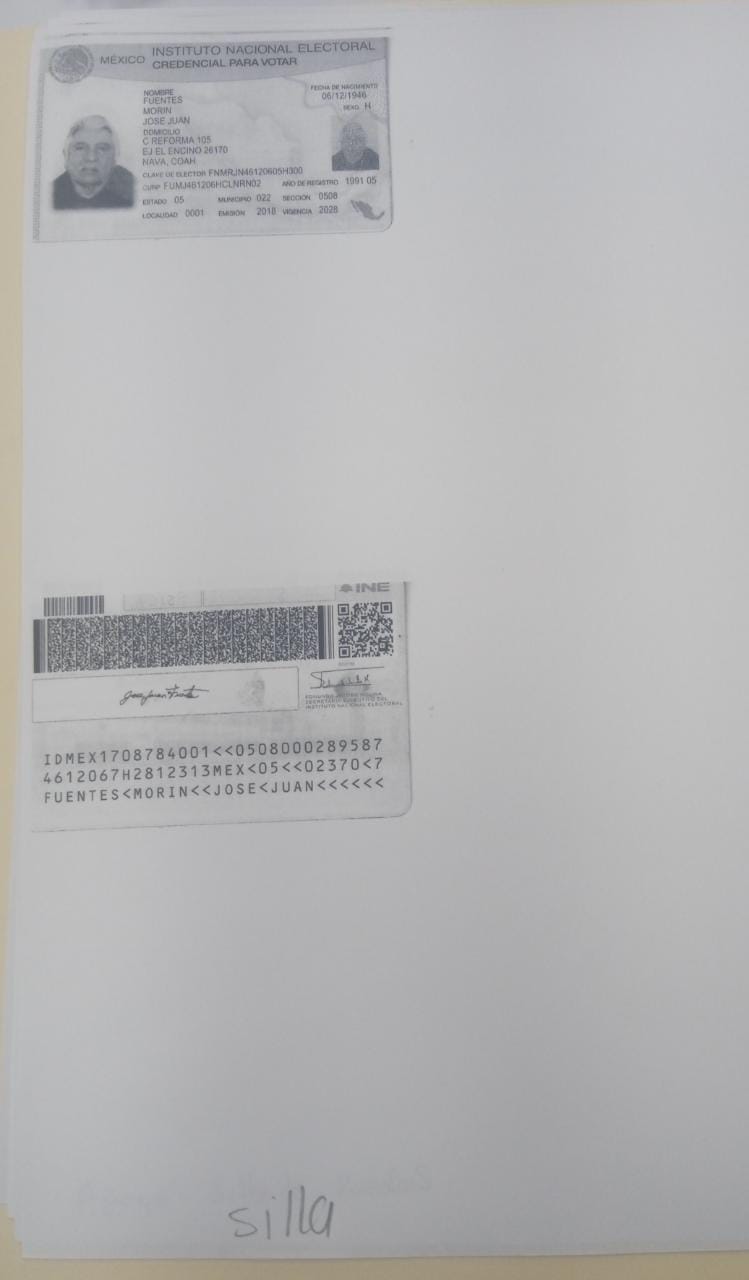 MÉXICO INSTITUTO NACIONAL ELECTORAL
CREDENCIAL PARA VOTAR
NOMBRE
FUENTES
MORIN
JOSE JUAN
DOMICILIO
C REFORMA 105
EJ EL ENCINO 26170
NAVA, COAH
FECHA DE NACIMIENTO
06/12/1946
SEXO H
CLAVE DE ELECTOR FNMRJN46120605H300
CURP FUMJ461206HCLNRN02 AÑO DE REGISTRO 1991 05
ESTADO 05 MUNICIPIO 022 SECCIÓN 0508
LOCALIDAD 0001 EMISIÓN 2018 VIGENCIA 2028
INE
Jose Juan Fuentes
EDMUNDO JACOBO MOLINA
SECRETARIO EJECUTIVO DEL
INSTITUTO NACIONAL ELECTORAL
IDMEX1708784001<<0508000289587
4612067H2812313MEX<05<<02370<7
FUENTES<MORIN<<JOSE<JUAN<<<<<<
silla